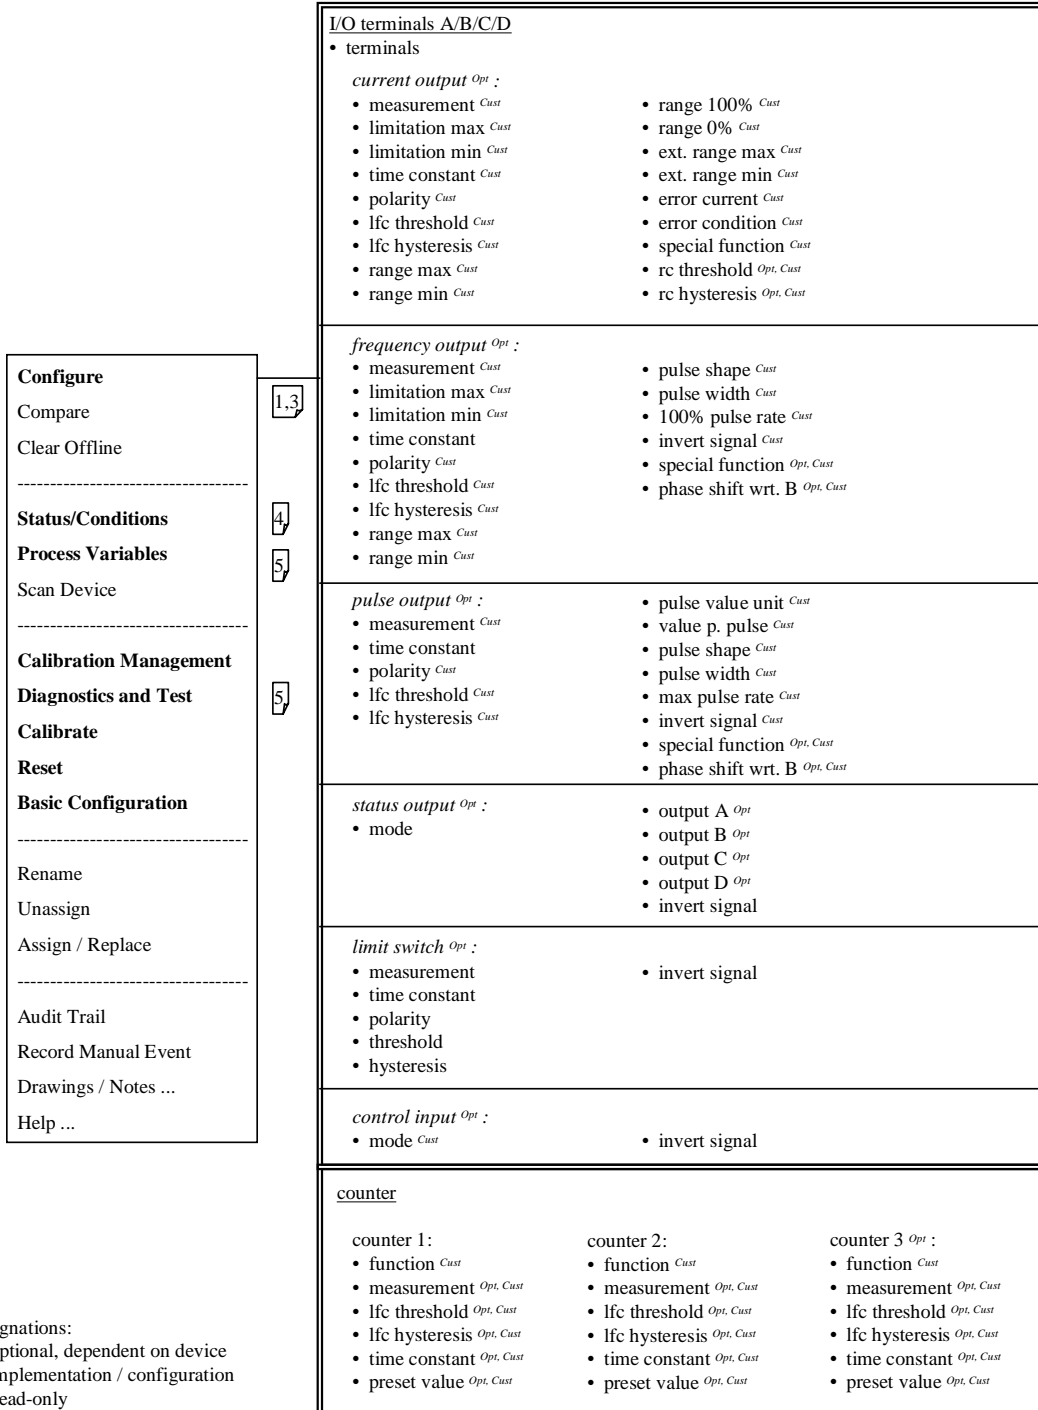 I/O terminals A/B/C/D
• terminals
current output Opt :
• measurement Cust
• limitation max Cust
• limitation min Cust
• time constant Cust
• polarity Cust
• lfc threshold Cust
• lfc hysteresis Cust
• range max Cust
• range min Cust
• range 100% Cust
• range 0% Cust
• ext. range max Cust
• ext. range min Cust
• error current Cust
• error condition Cust
• special function Cust
• rc threshold Opt, Cust
• rc hysteresis Opt, Cust
frequency output Opt :
• measurement Cust
• limitation max Cust
• limitation min Cust
• time constant
• polarity Cust
• lfc threshold Cust
• lfc hysteresis Cust
• range max Cust
• range min Cust
• pulse shape Cust
• pulse width Cust
• 100% pulse rate Cust
• invert signal Cust
• special function Opt, Cust
• phase shift wrt. B Opt, Cust
pulse output Opt :
• measurement Cust
• time constant
• polarity Cust
• lfc threshold Cust
• lfc hysteresis Cust
• pulse value unit Cust
• value p. pulse Cust
• pulse shape Cust
• pulse width Cust
• max pulse rate Cust
• invert signal Cust
• special function Opt, Cust
• phase shift wrt. B Opt, Cust
status output Opt :
• mode
• output A Opt
• output B Opt
• output C Opt
• output D Opt
• invert signal
limit switch Opt :
• measurement
• time constant
• polarity
• threshold
• hysteresis
• invert signal
control input Opt :
• mode Cust
• invert signal
counter
counter 1:
• function Cust
• measurement Opt, Cust
• lfc threshold Opt, Cust
• lfc hysteresis Opt, Cust
• time constant Opt, Cust
• preset value Opt, Cust
counter 2:
• function Cust
• measurement Opt, Cust
• lfc threshold Opt, Cust
• lfc hysteresis Opt, Cust
• time constant Opt, Cust
• preset value Opt, Cust
counter 3 Opt :
• function Cust
• measurement Opt, Cust
• lfc threshold Opt, Cust
• lfc hysteresis Opt, Cust
• time constant Opt, Cust
• preset value Opt, Cust
Configure
1,3
Compare
Clear Offline
-----------------------------------
Status/Conditions
4
Process Variables
5
Scan Device
-----------------------------------
Calibration Management
Diagnostics and Test
5
Calibrate
Reset
Basic Configuration
-----------------------------------
Rename
Unassign
Assign / Replace
-----------------------------------
Audit Trail
Record Manual Event
Drawings / Notes ...
Help ...
gnations:
ptional, dependent on device
mplementation / configuration
ead-only